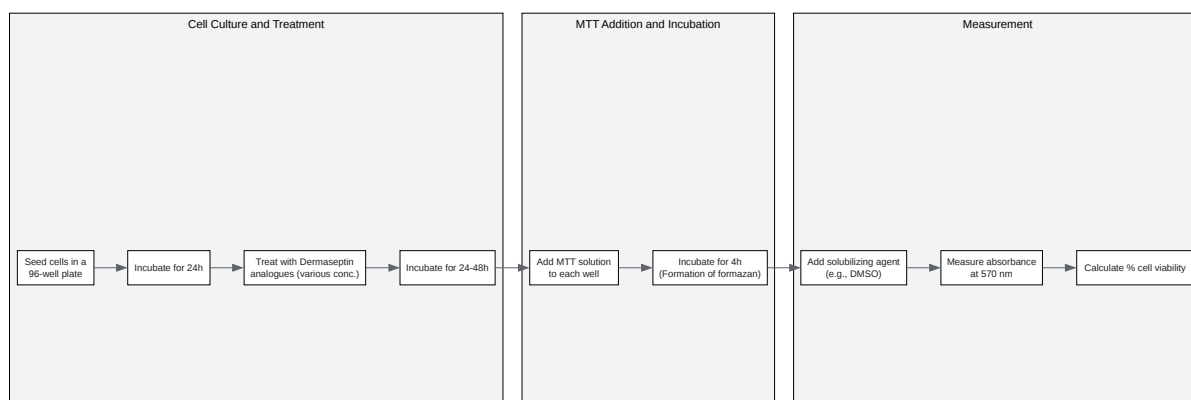 Cell Culture and Treatment
MTT Addition and Incubation
Measurement
Seed cells in a
96-well plate
Incubate for 24h
Treat with Dermaseptin
analogues (various conc.)
Incubate for 24-48h
Add MTT solution
to each well
Incubate for 4h
(Formation of formazan)
Add solubilizing agent
(e.g., DMSO)
Measure absorbance
at 570 nm
Calculate % cell viability